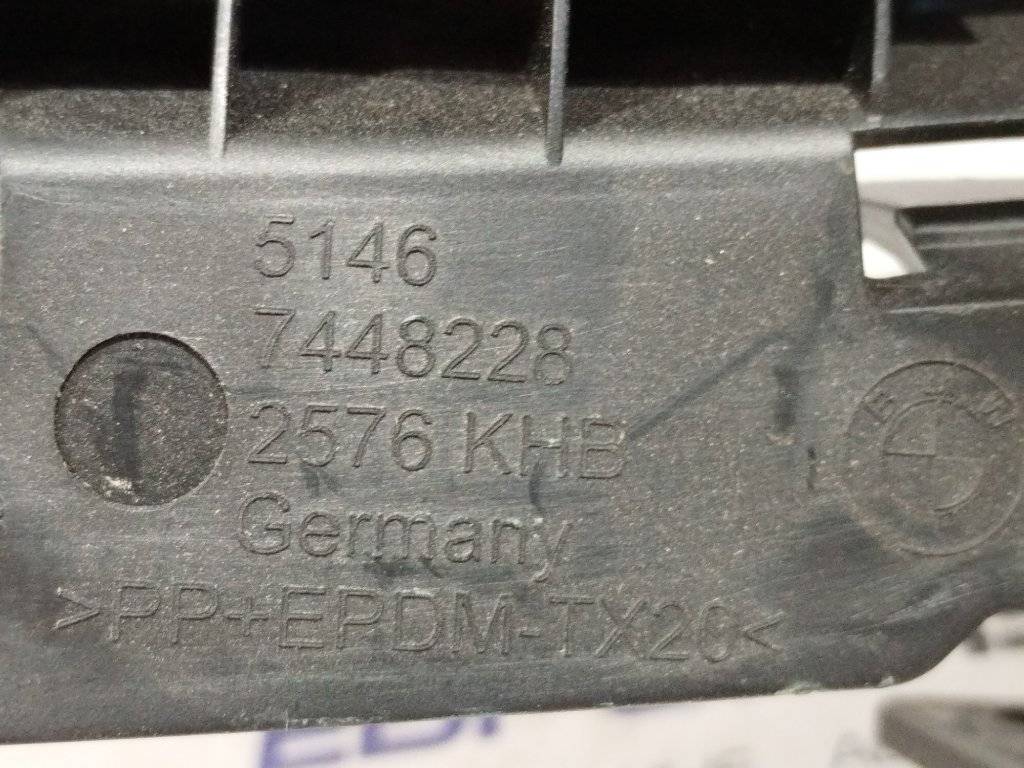 5146
7448228
2576 KHB
Germany
>PP+EPDM-TX20<